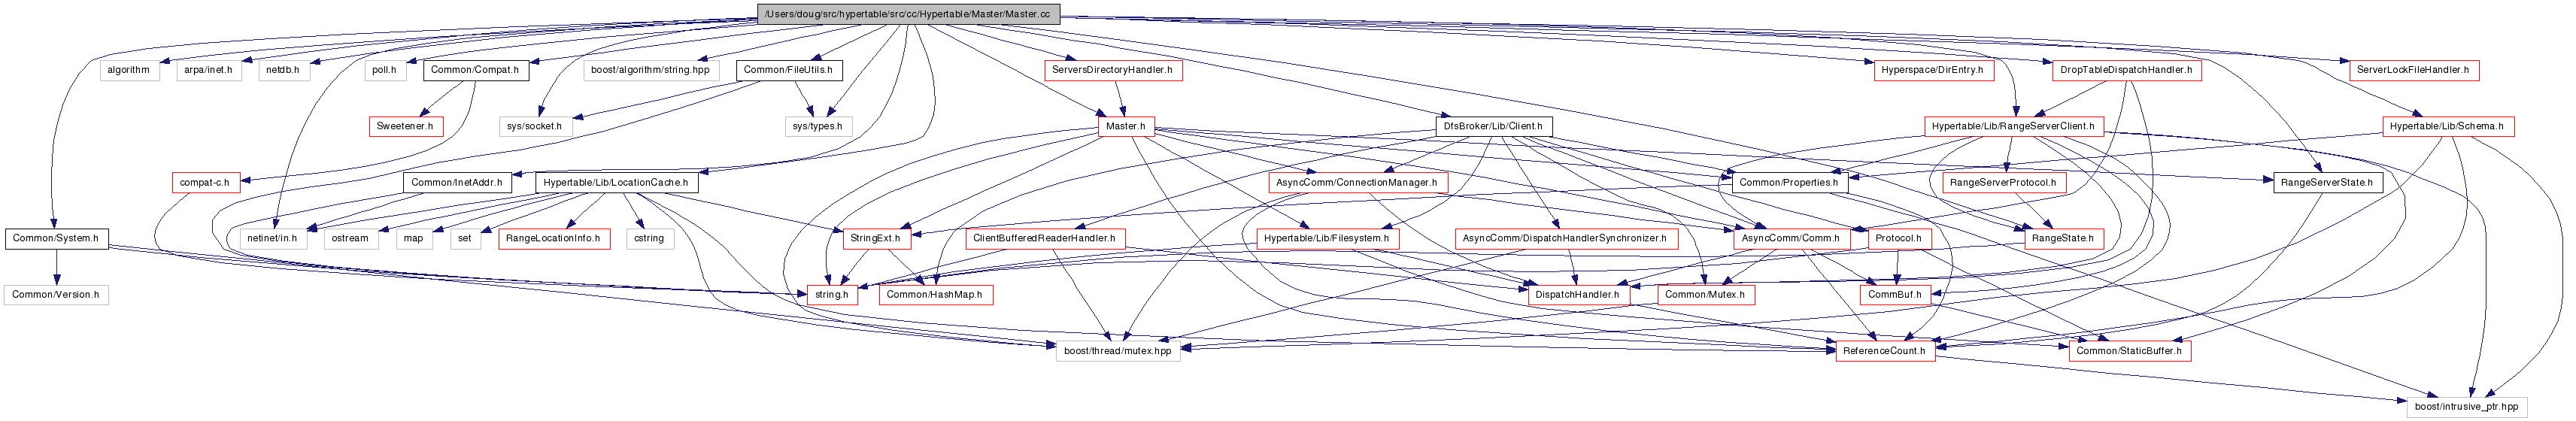 /Users/doug/src/hypertable/src/cc/Hypertable/Master/Master.cc
algorithm
arpa/inet.h
netdb.h
poll.h
Common/Compat.h
boost/algorithm/string.hpp
Common/FileUtils.h
ServersDirectoryHandler.h
Hyperspace/DirEntry.h
DropTableDispatchHandler.h
ServerLockFileHandler.h
Sweetener.h
sys/socket.h
sys/types.h
Master.h
DfsBroker/Lib/Client.h
Hypertable/Lib/RangeServerClient.h
Hypertable/Lib/Schema.h
compat-c.h
Common/InetAddr.h
Hypertable/Lib/LocationCache.h
AsyncComm/ConnectionManager.h
Common/Properties.h
RangeServerProtocol.h
RangeServerState.h
Common/System.h
netinet/in.h
ostream
map
set
RangeLocationInfo.h
cstring
StringExt.h
ClientBufferedReaderHandler.h
Hypertable/Lib/Filesystem.h
AsyncComm/DispatchHandlerSynchronizer.h
AsyncComm/Comm.h
Protocol.h
RangeState.h
Common/Version.h
string.h
Common/HashMap.h
DispatchHandler.h
Common/Mutex.h
CommBuf.h
boost/thread/mutex.hpp
ReferenceCount.h
Common/StaticBuffer.h
boost/intrusive_ptr.hpp